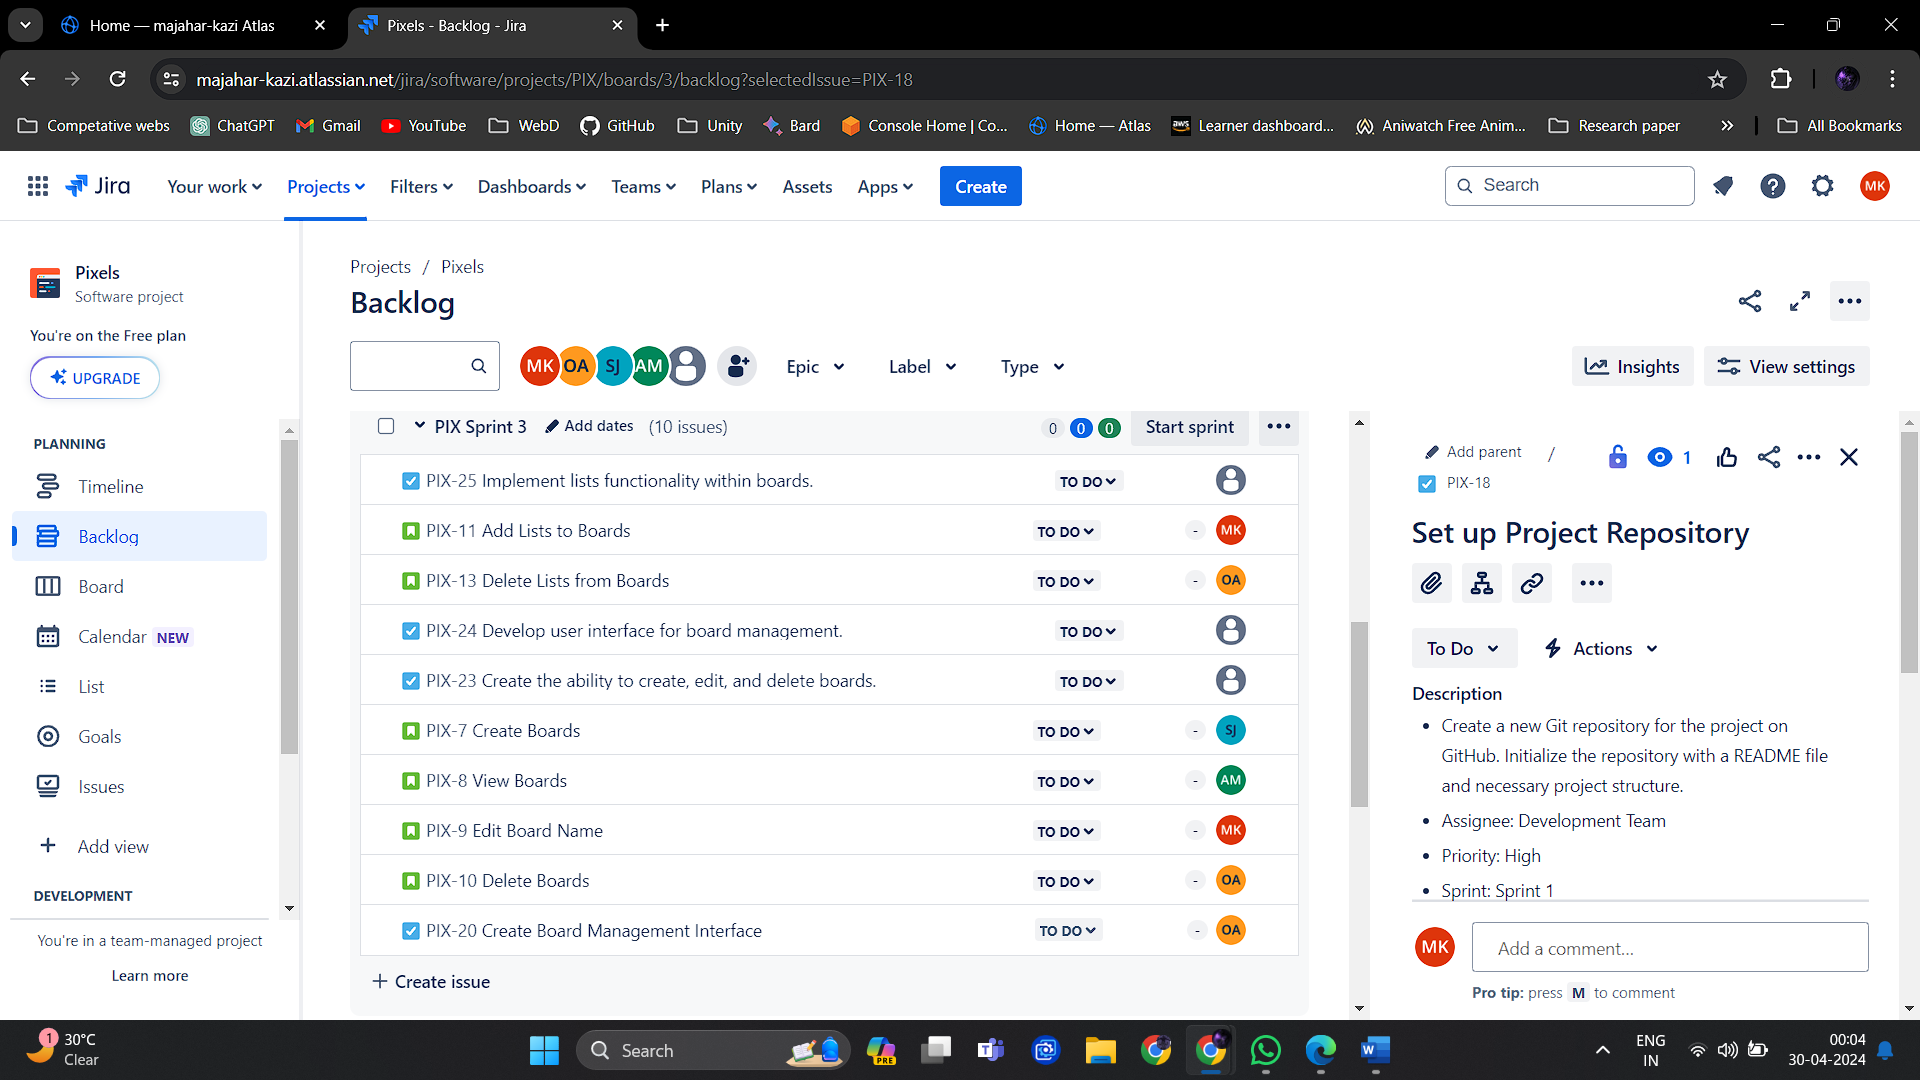 Home — majahar-kazi Atlas
Pixels - Backlog - Jira
majahar-kazi.atlassian.net/jira/software/projects/PIX/boards/3/backlog?selectedIssue=PIX-18
Competative webs
ChatGPT
Gmail
YouTube
WebD
GitHub
Unity
Bard
Console Home | Co...
Home — Atlas
aws
Learner dashboard...
Aniwatch Free Anim...
Research paper
All Bookmarks
Jira
Your work
Projects
Filters
Dashboards
Teams
Plans
Assets
Apps
Create
Search
MK
Pixels
Software project
You're on the Free plan
UPGRADE
PLANNING
Timeline
Backlog
Board
Calendar NEW
List
Goals
Issues
Add view
DEVELOPMENT
You're in a team-managed project
Learn more
Projects / Pixels
Backlog
MK OA SJ AM
Epic
Label
Type
Insights
View settings
PIX Sprint 3 Add dates (10 issues) 0 0 0 Start sprint
PIX-25 Implement lists functionality within boards. TO DO
PIX-11 Add Lists to Boards TO DO - MK
PIX-13 Delete Lists from Boards TO DO - OA
PIX-24 Develop user interface for board management. TO DO
PIX-23 Create the ability to create, edit, and delete boards. TO DO
PIX-7 Create Boards TO DO - SJ
PIX-8 View Boards TO DO - AM
PIX-9 Edit Board Name TO DO - MK
PIX-10 Delete Boards TO DO - OA
PIX-20 Create Board Management Interface TO DO - OA
Create issue
Add parent / 1
PIX-18
Set up Project Repository
To Do
Actions
Description
• Create a new Git repository for the project on
GitHub. Initialize the repository with a README file
and necessary project structure.
• Assignee: Development Team
• Priority: High
• Sprint: Sprint 1
MK
Add a comment...
Pro tip: press M to comment
1
30°C
Clear
Search
PRE
ENG
IN
00:04
30-04-2024